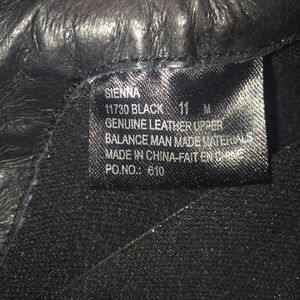 SIENNA
11730 BLACK 11 M
GENUINE LEATHER UPPER
BALANCE MAN MADE MATERIALS
MADE IN CHINA-FAIT EN CHINE
PO.NO.: 610